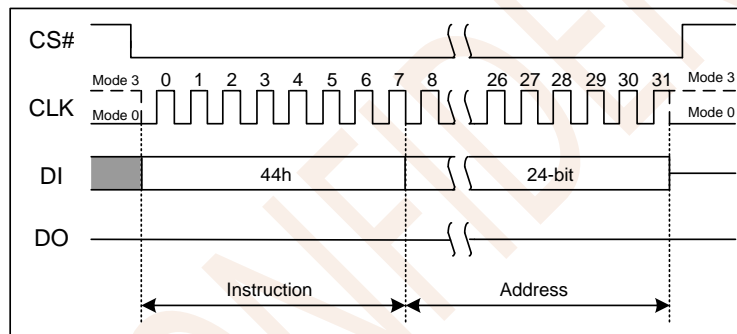 CS#
Mode 3 0 1 2 3 4 5 6 7 8 26 27 28 29 30 31 Mode 3
CLK
Mode 0 Mode 0
DI 44h 24-bit
DO
Instruction Address